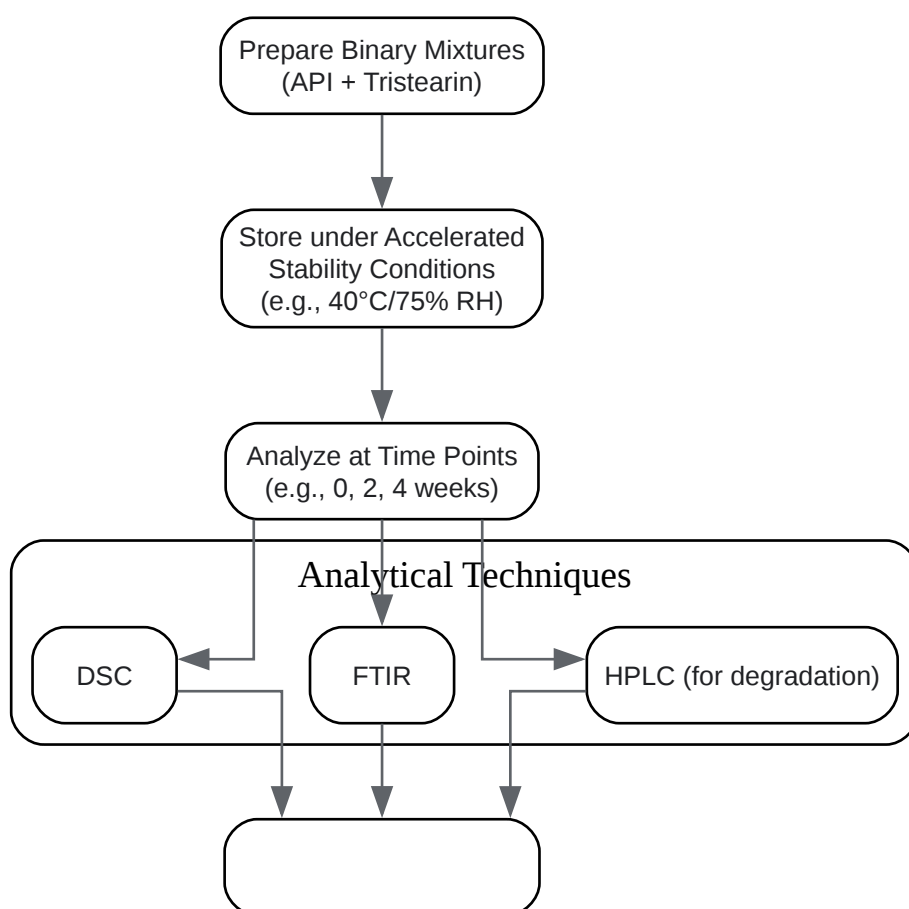 Prepare Binary Mixtures
(API + Tristearin)
Store under Accelerated
Stability Conditions
(e.g., 40°C/75% RH)
Analyze at Time Points
(e.g., 0, 2, 4 weeks)
Analytical Techniques
DSC
FTIR
HPLC (for degradation)